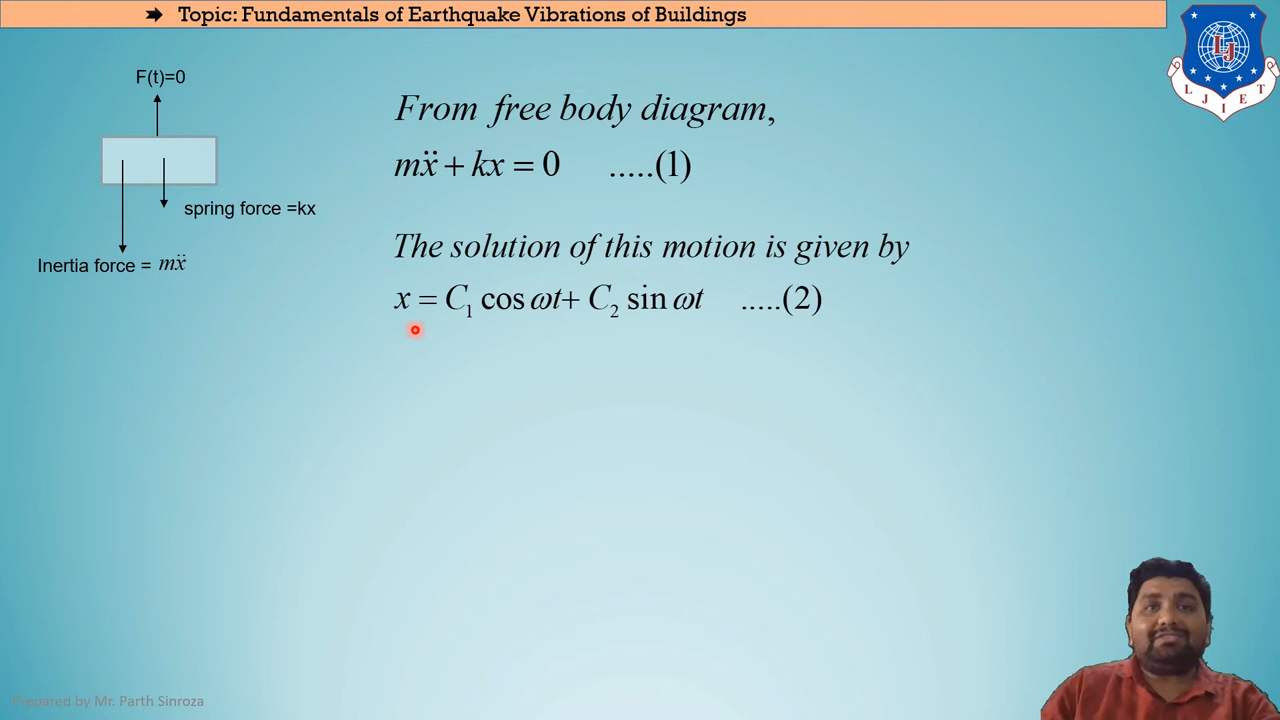 ➔ Topic: Fundamentals of Earthquake Vibrations of Buildings
F(t)=0
spring force =kx
Inertia force = mẍ
From free body diagram,
mẍ + kx = 0 .....(1)
The solution of this motion is given by
x = C₁ cos ωt+ C₂ sin ωt .....(2)
LJ
L J I E T
Prepared by Mr. Parth Sinroza